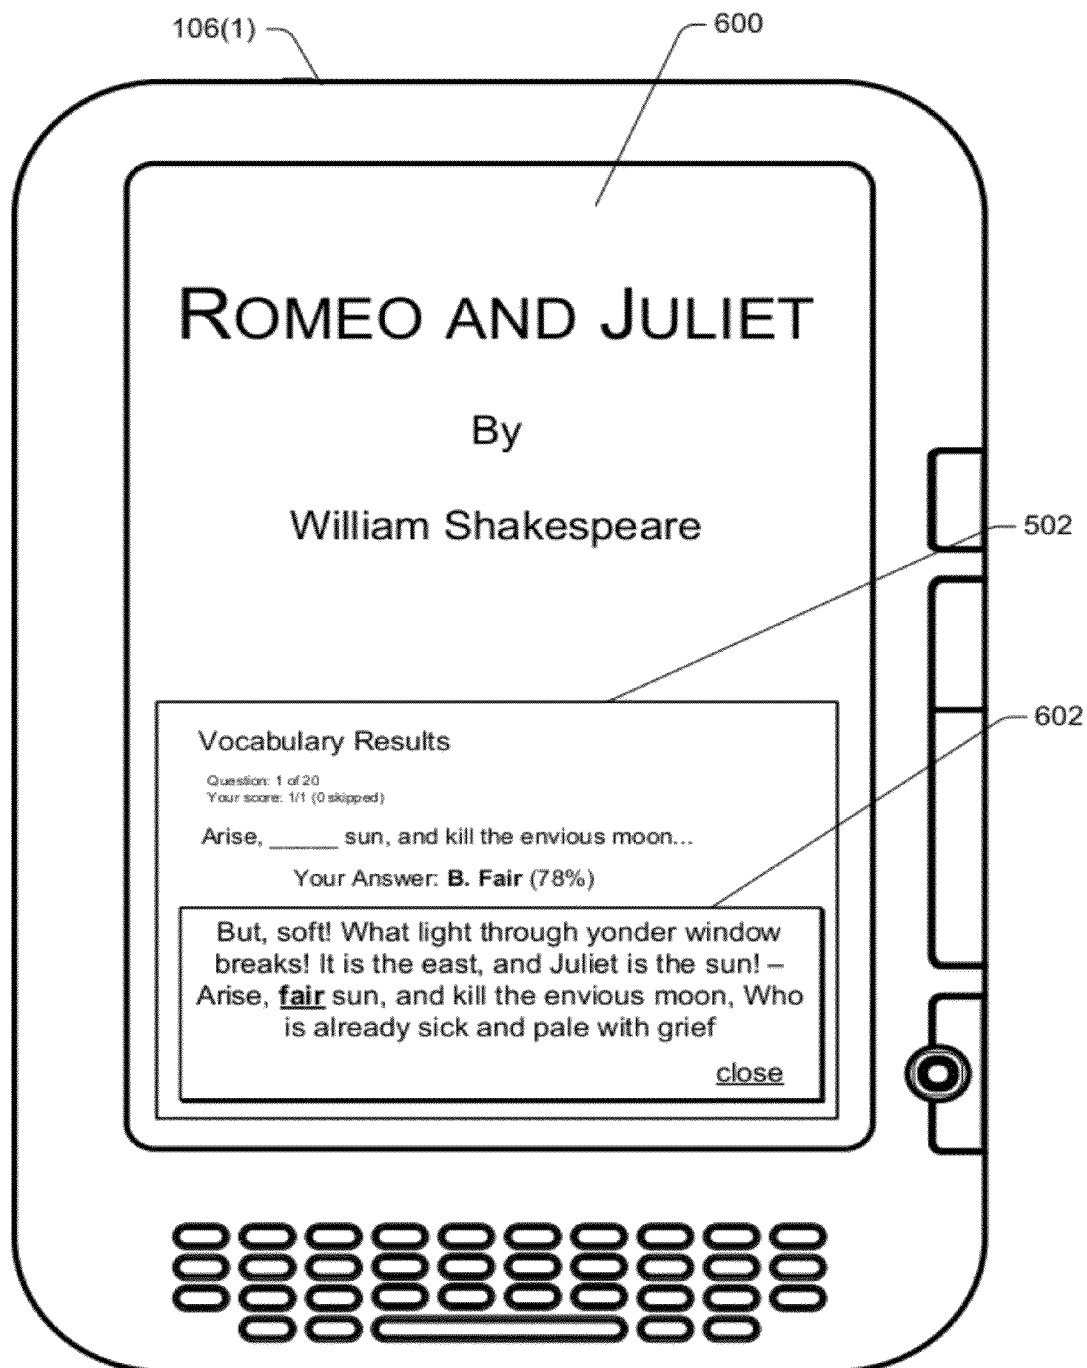 106(1)
600
ROMEO AND JULIET
By
William Shakespeare
502
602
Vocabulary Results
Question: 1 of 20
Your score: 1/1 (0 skipped)
Arise, ______ sun, and kill the envious moon...
Your Answer: B. Fair (78%)
But, soft! What light through yonder window
breaks! It is the east, and Juliet is the sun! –
Arise, fair sun, and kill the envious moon, Who
is already sick and pale with grief
close